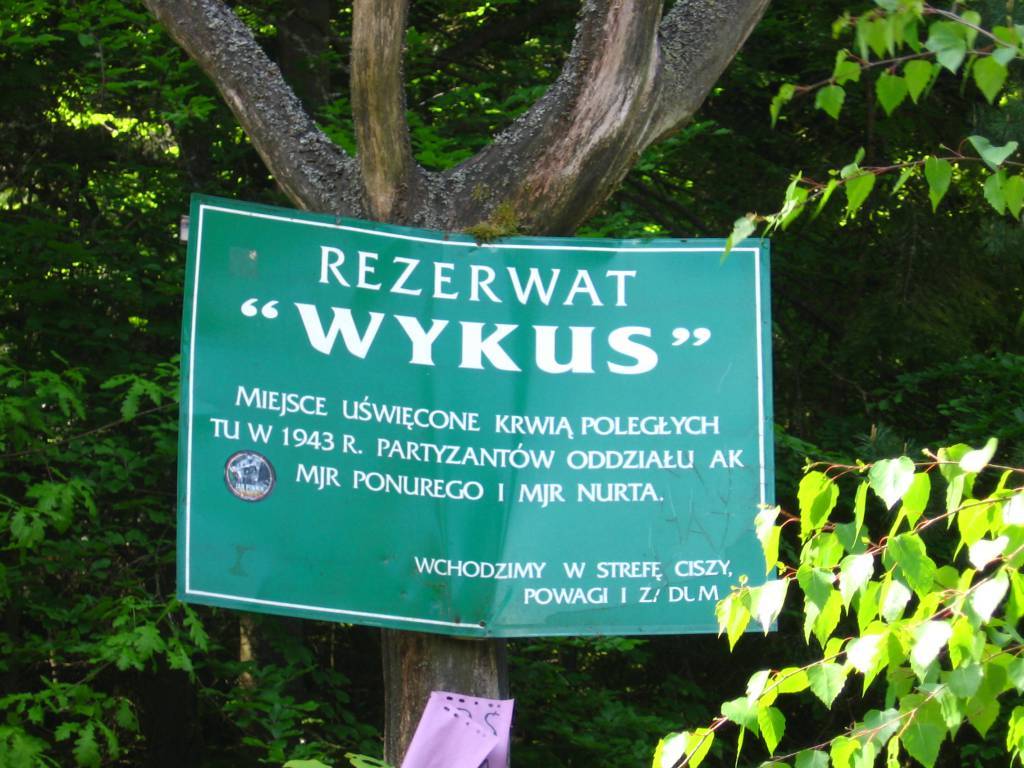 REZERWAT
“WYKUS”
MIEJSCE UŚWIĘCONE KRWIĄ POLEGŁYCH
TU W 1943 R. PARTYZANTÓW ODDZIAŁU AK
MJR PONUREGO I MJR NURTA.
WCHODZIMY W STREFĘ CISZY,
POWAGI I